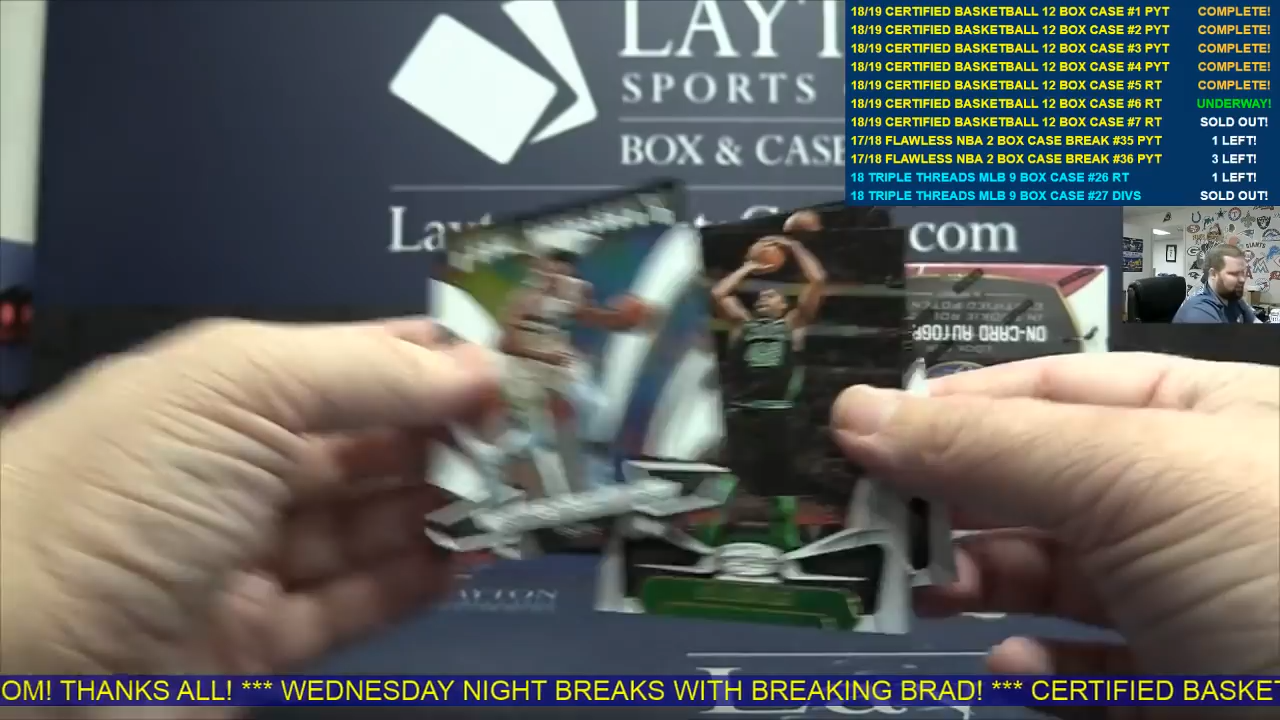 LAYT
SPORTS
BOX & CASE
.com
18/19 CERTIFIED BASKETBALL 12 BOX CASE #1 PYT COMPLETE!
18/19 CERTIFIED BASKETBALL 12 BOX CASE #2 PYT COMPLETE!
18/19 CERTIFIED BASKETBALL 12 BOX CASE #3 PYT COMPLETE!
18/19 CERTIFIED BASKETBALL 12 BOX CASE #4 PYT COMPLETE!
18/19 CERTIFIED BASKETBALL 12 BOX CASE #5 RT COMPLETE!
18/19 CERTIFIED BASKETBALL 12 BOX CASE #6 RT UNDERWAY!
18/19 CERTIFIED BASKETBALL 12 BOX CASE #7 RT SOLD OUT!
17/18 FLAWLESS NBA 2 BOX CASE BREAK #35 PYT 1 LEFT!
17/18 FLAWLESS NBA 2 BOX CASE BREAK #36 PYT 3 LEFT!
18 TRIPLE THREADS MLB 9 BOX CASE #26 RT 1 LEFT!
18 TRIPLE THREADS MLB 9 BOX CASE #27 DIVS SOLD OUT!
ON-CARD AUTOGR
LAYTON
OM! THANKS ALL! *** WEDNESDAY NIGHT BREAKS WITH BREAKING BRAD! *** CERTIFIED BASKET